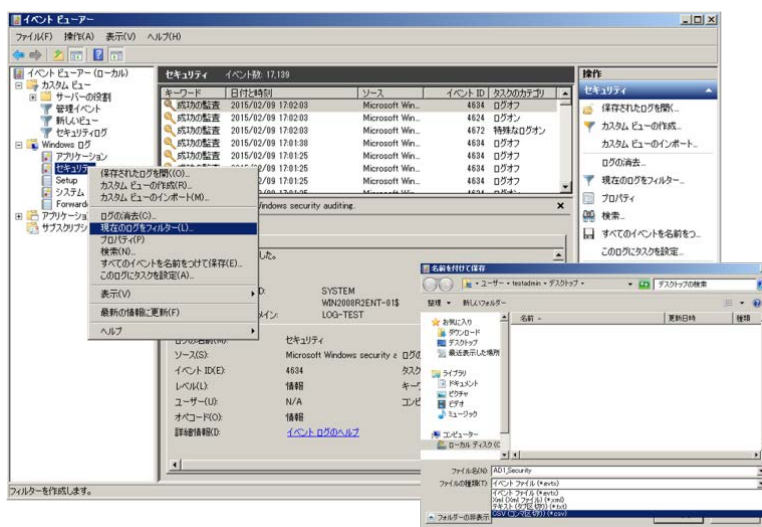 イベント ビューアー
ファイル(F) 操作(A) 表示(V) ヘルプ(H)
イベント ビューアー (ローカル)
カスタム ビュー
サーバーの役割
管理イベント
新しいビュー
セキュリティログ
Windows ログ
アプリケーション
セキュリテ
Setup
システム
Forwarde
アプリケーショ
サブスクリプシ
セキュリティ イベント数: 17,139
キーワード 日付と時刻 ソース イベント ID タスクのカテゴリ
成功の監査 2015/02/09 17:02:03 Microsoft Win... 4634 ログオフ
成功の監査 2015/02/09 17:02:03 Microsoft Win... 4624 ログオン
成功の監査 2015/02/09 17:02:03 Microsoft Win... 4672 特殊なログオン
成功の監査 2015/02/09 17:01:38 Microsoft Win... 4634 ログオフ
成功の監査 2015/02/09 17:01:25 Microsoft Win... 4634 ログオフ
2/09 17:01:25 Microsoft Win... 4634 ログオフ
2/09 17:01:25 Microsoft Win... 4634 ログオフ
保存されたログを開く(O)...
カスタム ビューの作成(R)...
カスタム ビューのインポート(M)...
ログの消去(C)...
現在のログをフィルター(L)...
プロパティ(P)
検索(N)...
すべてのイベントを名前をつけて保存(E)...
このログにタスクを設定(A)...
表示(V)
最新の情報に更新(F)
ヘルプ
indows security auditing.
した。
D: SYSTEM
WIN2008R2ENT-01$
メイン: LOG-TEST
ログの名前(M): セキュリティ
ソース(S): Microsoft Windows security a ログの
イベント ID(E): 4634 タスク
レベル(L): 情報 キー
ユーザー(U): N/A コンピ
オペコード(O): 情報
詳細情報(I): イベント ログのヘルプ
操作
セキュリティ
保存されたログを開く...
カスタム ビューの作成...
カスタム ビューのインポート...
ログの消去...
現在のログをフィルター...
プロパティ
検索...
すべてのイベントを名前をつ...
このログにタスクを設定...
名前を付けて保存
ユーザー testadmin デスクトップ デスクトップの検索
整理 新しいフォルダー
名前 更新日時 種類
お気に入り
ダウンロード
デスクトップ
最近表示した場所
ライブラリ
ドキュメント
ピクチャ
ビデオ
ミュージック
コンピューター
ローカル ディスク (C
ファイル名(N): AD1_Security
ファイルの種類(T): イベント ファイル (*.evtx)
イベント ファイル (*.evtx)
Xml (Xml ファイル) (*.xml)
テキスト (タブ区切り) (*.txt)
CSV (コンマ区切り) (*.csv)
フォルダーの非表示
フィルターを作成します。